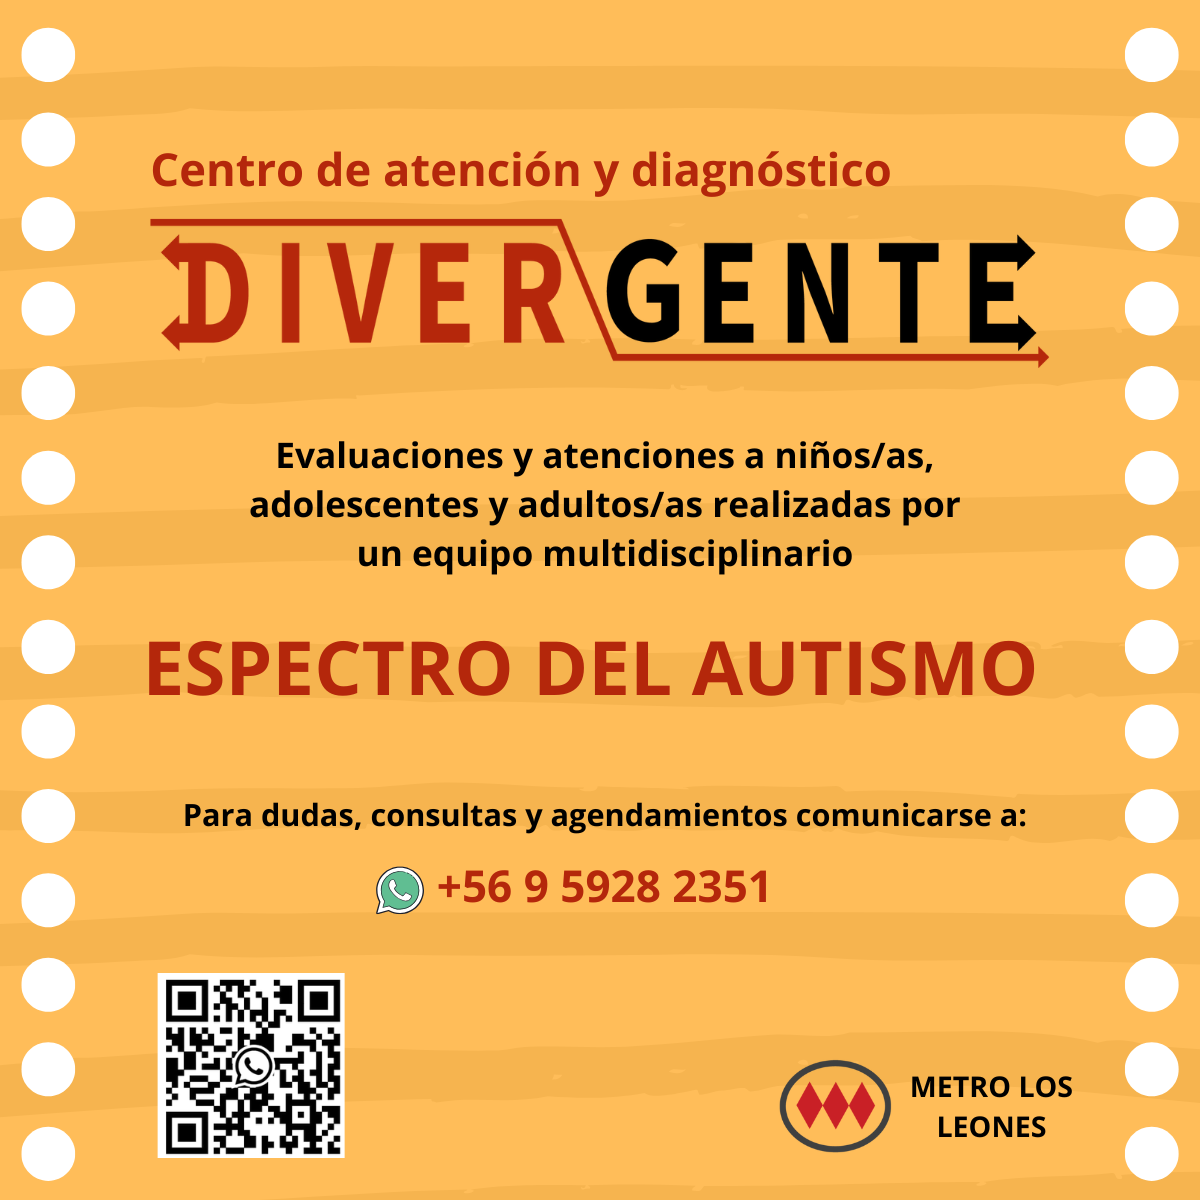 Centro de atención y diagnóstico
DIVERGENTE
Evaluaciones y atenciones a niños/as,
adolescentes y adultos/as realizadas por
un equipo multidisciplinario
ESPECTRO DEL AUTISMO
Para dudas, consultas y agendamientos comunicarse a:
+56 9 5928 2351
METRO LOS
LEONES